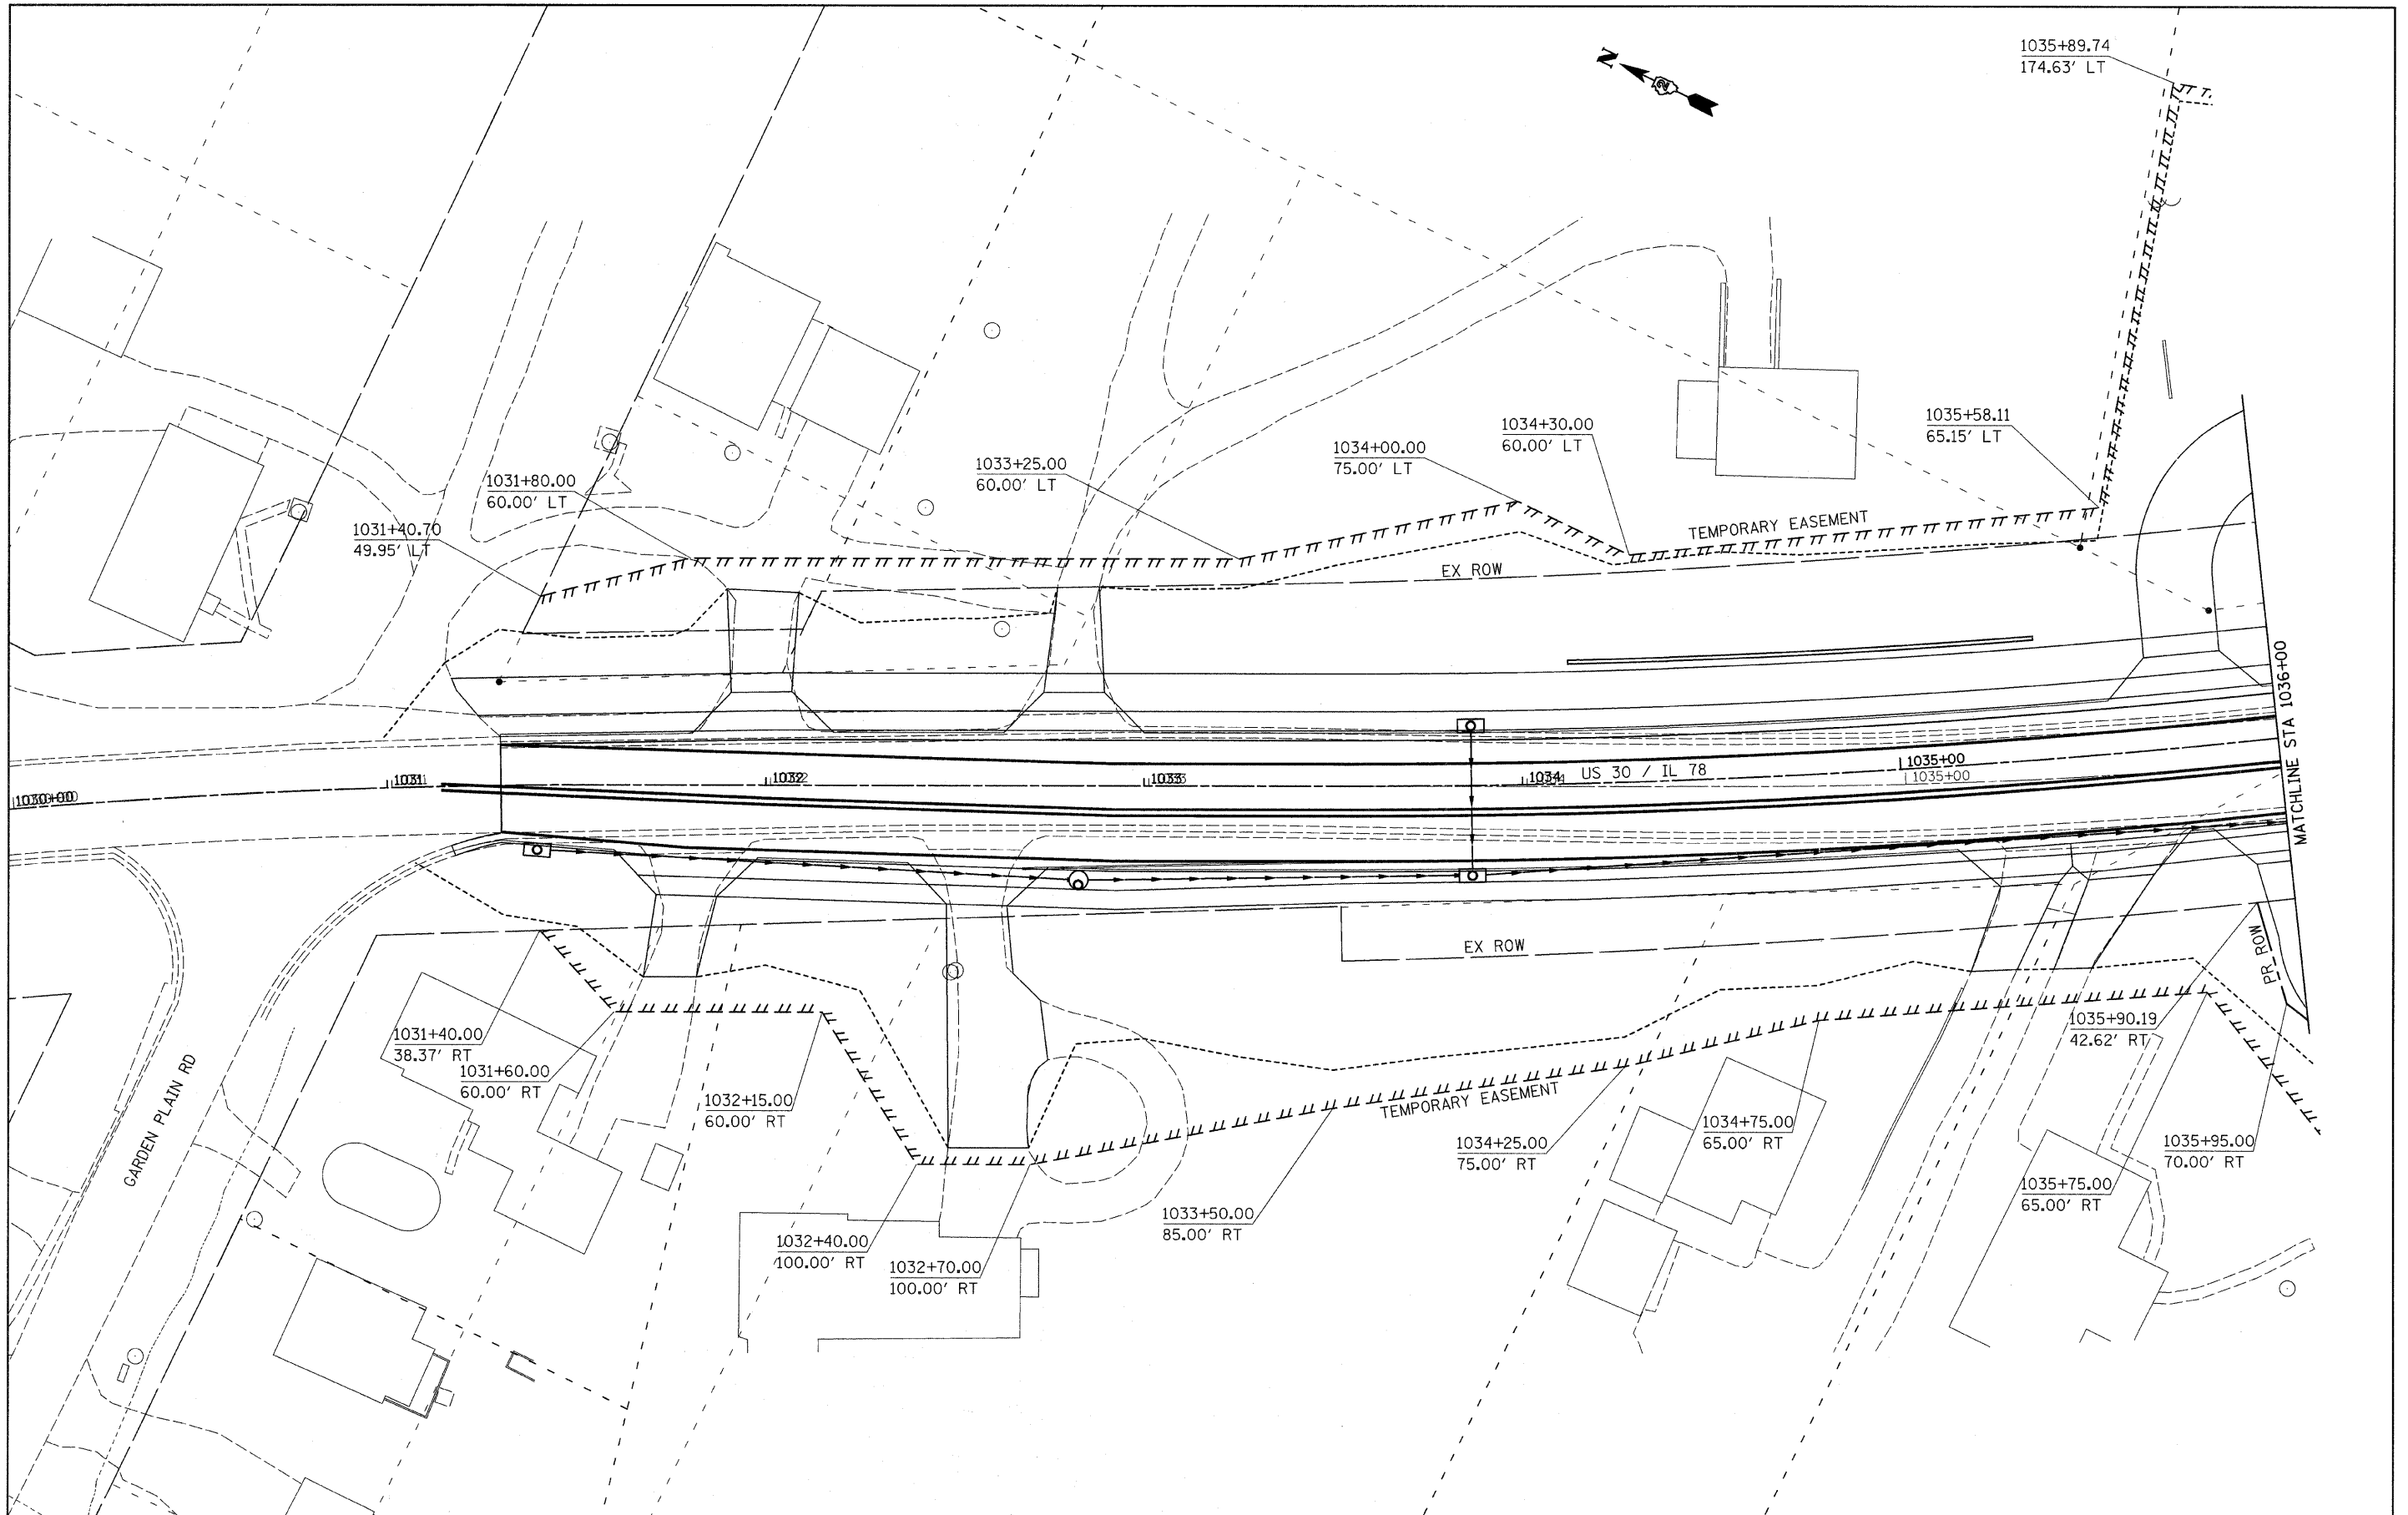 1035+89.74
174.63' LT
N
2
1034+30.00
60.00' LT
1035+58.11
65.15' LT
1034+00.00
75.00' LT
1033+25.00
60.00' LT
1031+80.00
60.00' LT
1031+40.70
49.95' LT
TEMPORARY EASEMENT
EX ROW
MATCHLINE STA 1036+00
1030+00
1031
1032
1033
1034
US 30 / IL 78
1035+00
1035+00
EX ROW
PR ROW
1031+40.00
38.37' RT
1031+60.00
60.00' RT
1032+15.00
60.00' RT
GARDEN PLAIN RD
TEMPORARY EASEMENT
1035+90.19
42.62' RT
1034+75.00
65.00' RT
1034+25.00
75.00' RT
1035+95.00
70.00' RT
1035+75.00
65.00' RT
1033+50.00
85.00' RT
1032+40.00
100.00' RT
1032+70.00
100.00' RT